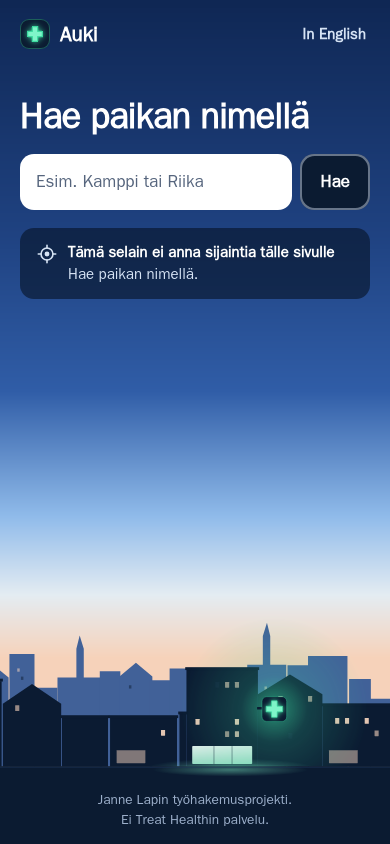 Auki
In English
Hae paikan nimellä
Esim. Kamppi tai Riika
Hae
Tämä selain ei anna sijaintia tälle sivulle
Hae paikan nimellä.
Janne Lapin työhakemusprojekti.
Ei Treat Healthin palvelu.